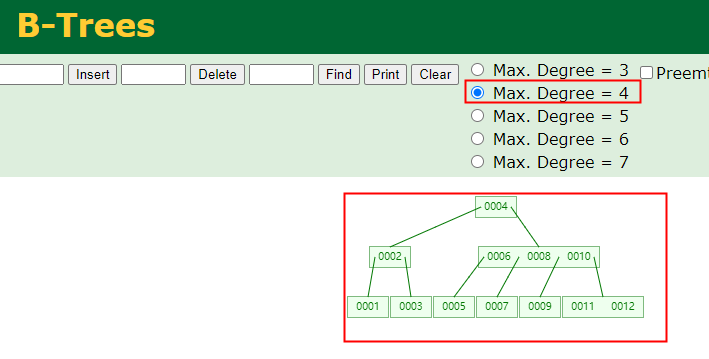 B-Trees
Insert Delete Find Print Clear
Max. Degree = 3
Max. Degree = 4
Max. Degree = 5
Max. Degree = 6
Max. Degree = 7
0004
0002 0006 0008 0010
0001 0003 0005 0007 0009 0011 0012